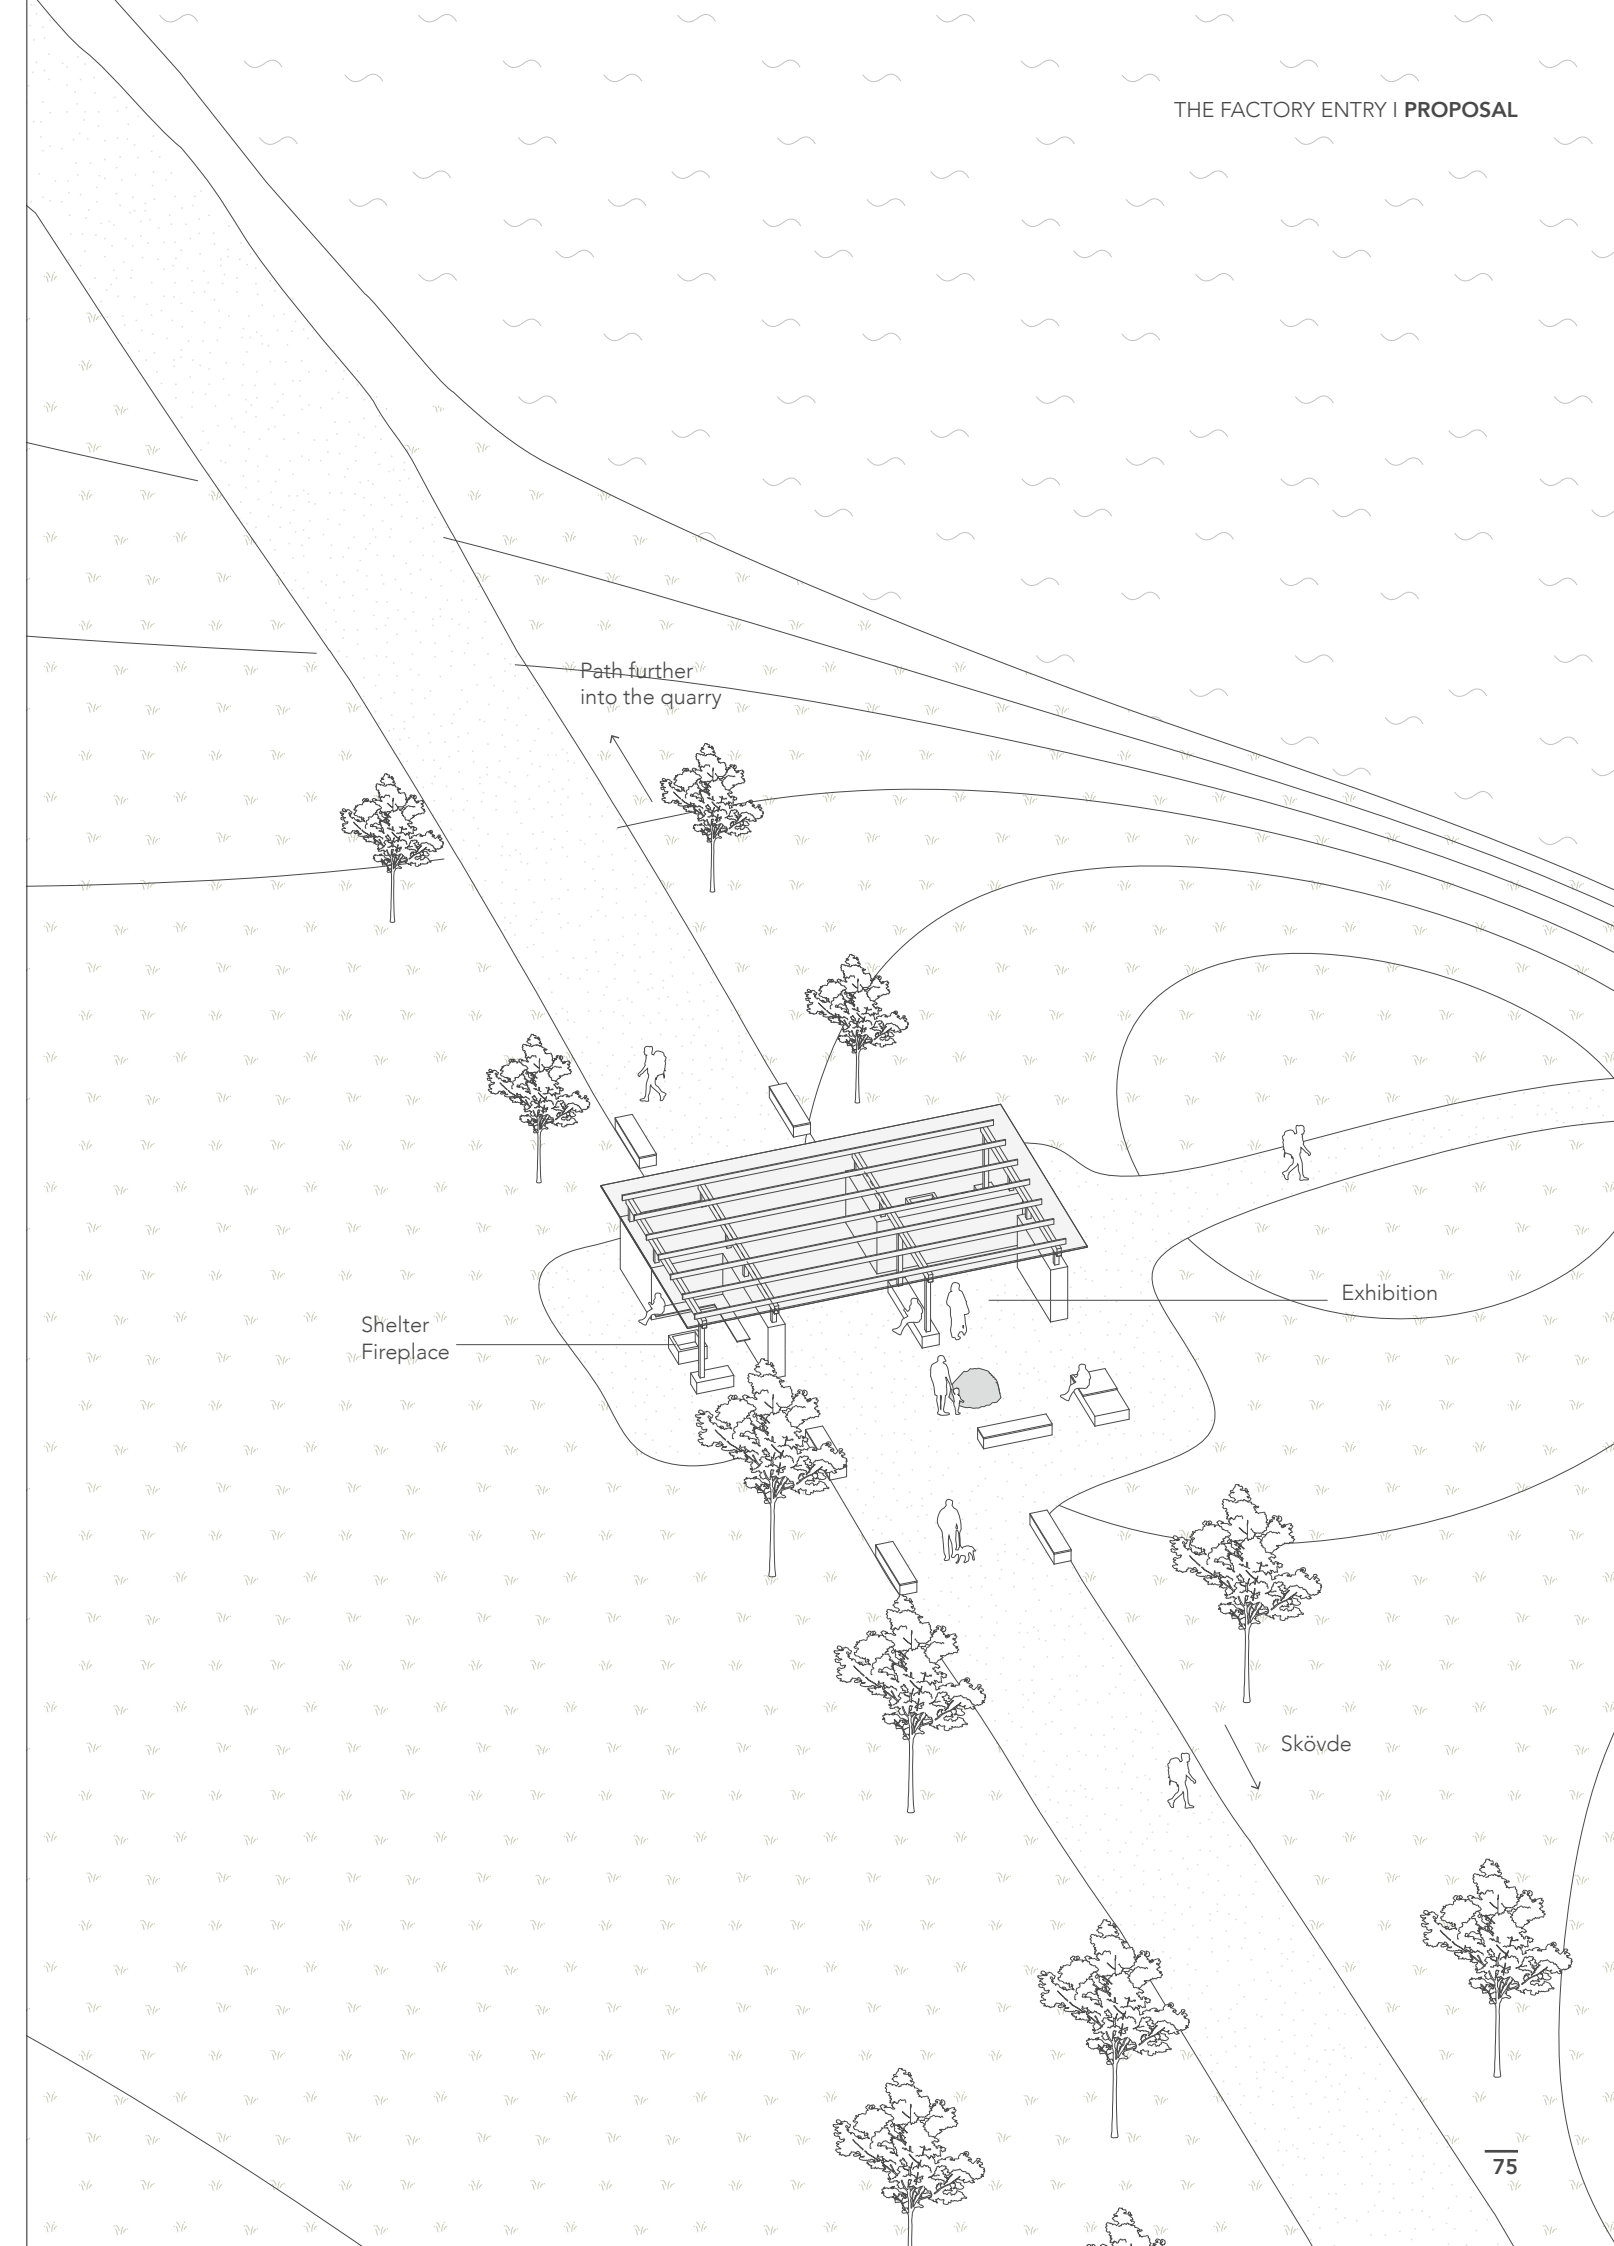 THE FACTORY ENTRY I PROPOSAL
Path further
into the quarry
Exhibition
Shelter
Fireplace
Skövde
75